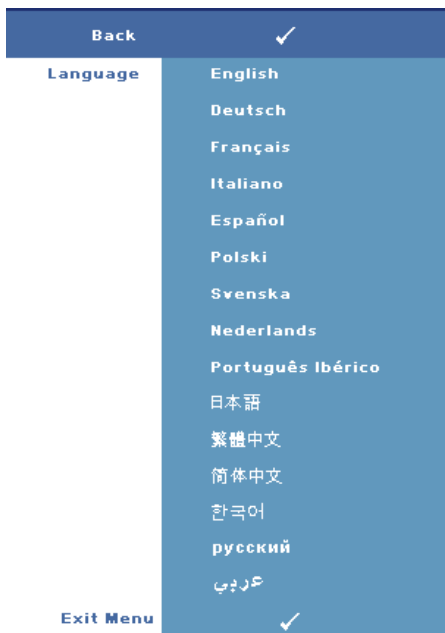 Back ✓
Language English
Deutsch
Français
Italiano
Español
Polski
Svenska
Nederlands
Português Ibérico
日本語
繁體中文
简体中文
한국어
русский
عربي
Exit Menu ✓